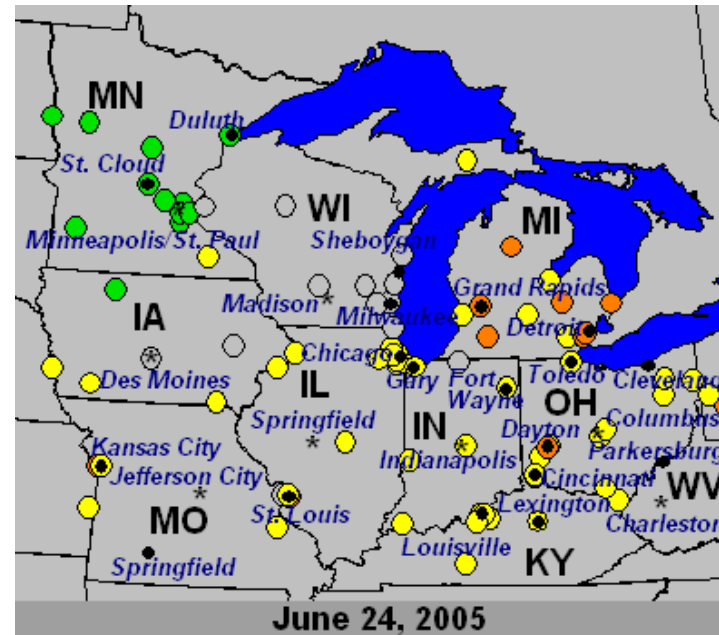 MN
Duluth
St. Cloud
WI
MI
Minneapolis/St. Paul
Sheboygan
Madison
Milwaukee
Grand Rapids
Detroit
IA
Des Moines
Chicago
Gary
Fort
Wayne
Toledo
Cleveland
IL
Springfield
IN
Indianapolis
OH
Columbus
Dayton
Parkersburg
Kansas City
Jefferson City
Cincinnati
WV
Charleston
MO
St. Louis
Lexington
Louisville
KY
Springfield
June 24, 2005